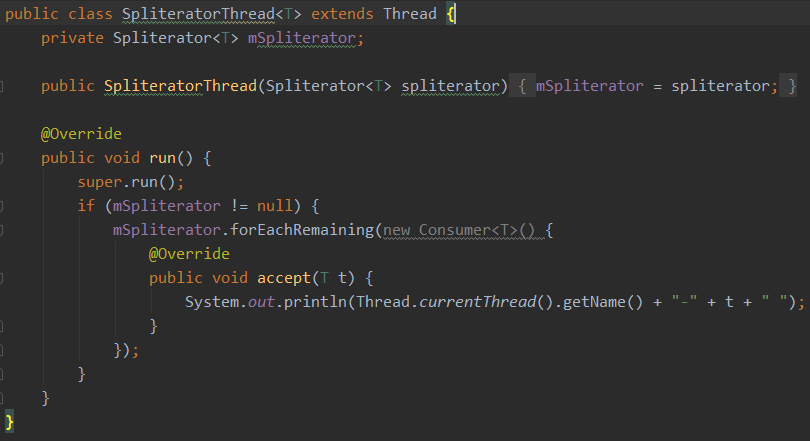 public class SpliteratorThread<T> extends Thread {
    private Spliterator<T> mSpliterator;

    public SpliteratorThread(Spliterator<T> spliterator) { mSpliterator = spliterator; }

    @Override
    public void run() {
        super.run();
        if (mSpliterator != null) {
            mSpliterator.forEachRemaining(new Consumer<T>() {
                @Override
                public void accept(T t) {
                    System.out.println(Thread.currentThread().getName() + "-" + t + " ");
                }
            });
        }
    }
}